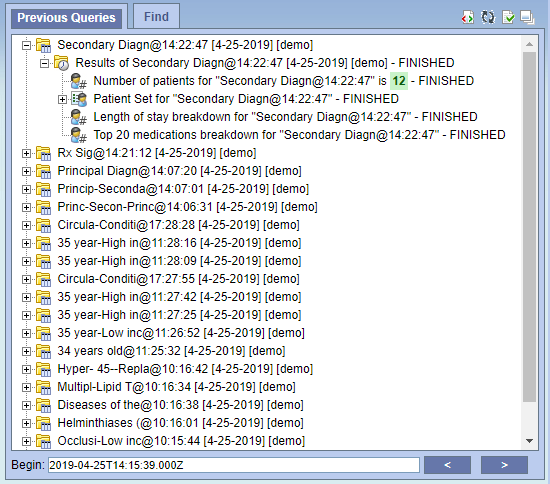 Previous Queries
Find
Secondary Diagn@14:22:47 [4-25-2019] [demo]
Results of Secondary Diagn@14:22:47 [4-25-2019] [demo] - FINISHED
Number of patients for "Secondary Diagn@14:22:47" is 12 - FINISHED
Patient Set for "Secondary Diagn@14:22:47" - FINISHED
Length of stay breakdown for "Secondary Diagn@14:22:47" - FINISHED
Top 20 medications breakdown for "Secondary Diagn@14:22:47" - FINISHED
Rx Sig@14:21:12 [4-25-2019] [demo]
Principal Diagn@14:07:20 [4-25-2019] [demo]
Princip-Seconda@14:07:01 [4-25-2019] [demo]
Princ-Secon-Princ@14:06:31 [4-25-2019] [demo]
Circula-Conditi@17:28:28 [4-25-2019] [demo]
35 year-High in@11:28:16 [4-25-2019] [demo]
35 year-High in@11:28:09 [4-25-2019] [demo]
Circula-Conditi@17:27:55 [4-25-2019] [demo]
35 year-High in@11:27:42 [4-25-2019] [demo]
35 year-High in@11:27:25 [4-25-2019] [demo]
35 year-Low inc@11:26:52 [4-25-2019] [demo]
34 years old@11:25:32 [4-25-2019] [demo]
Hyper- 45--Repla@10:16:42 [4-25-2019] [demo]
Multipl-Lipid T@10:16:34 [4-25-2019] [demo]
Diseases of the@10:16:38 [4-25-2019] [demo]
Helminthiases (@10:16:01 [4-25-2019] [demo]
Occlusi-Low inc@10:15:44 [4-25-2019] [demo]
Begin: 2019-04-25T14:15:39.000Z < >